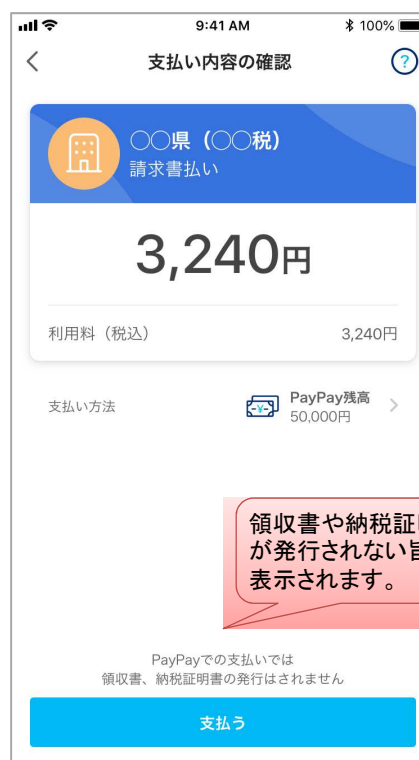 9:41 AM
100%
支払い内容の確認
?
○○県（○○税）
請求書払い
3,240円
利用料（税込）
3,240円
支払い方法
PayPay残高
50,000円
領収書や納税証
が発行されない旨
表示されます。
PayPayでの支払いでは
領収書、納税証明書の発行はされません
支払う